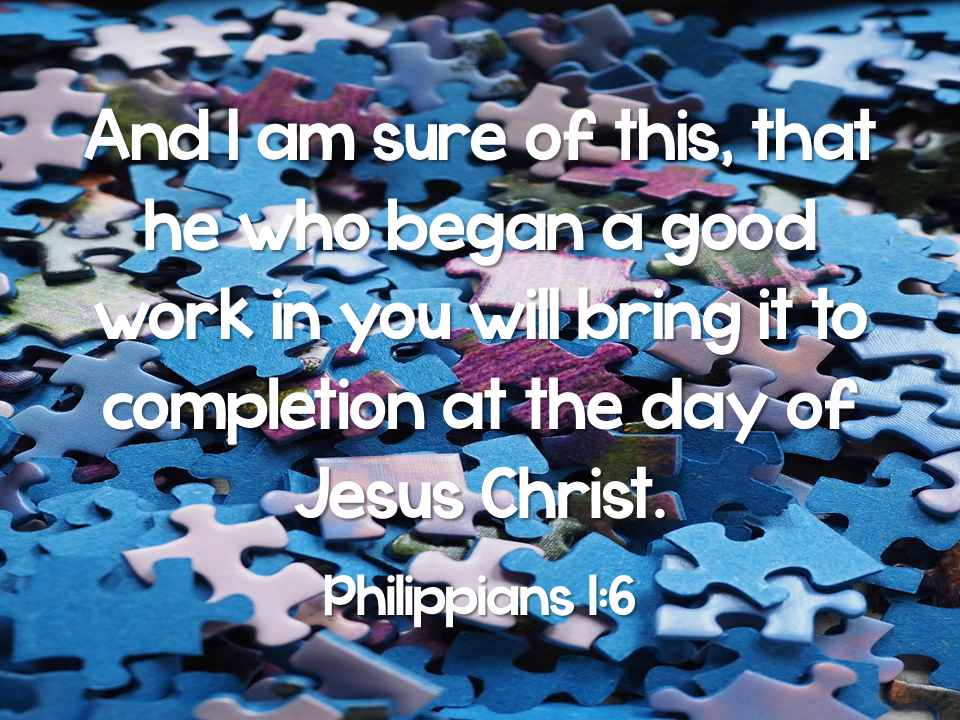 And I am sure of this, that
he who began a good
work in you will bring it to
completion at the day of
Jesus Christ.
Philippians 1:6